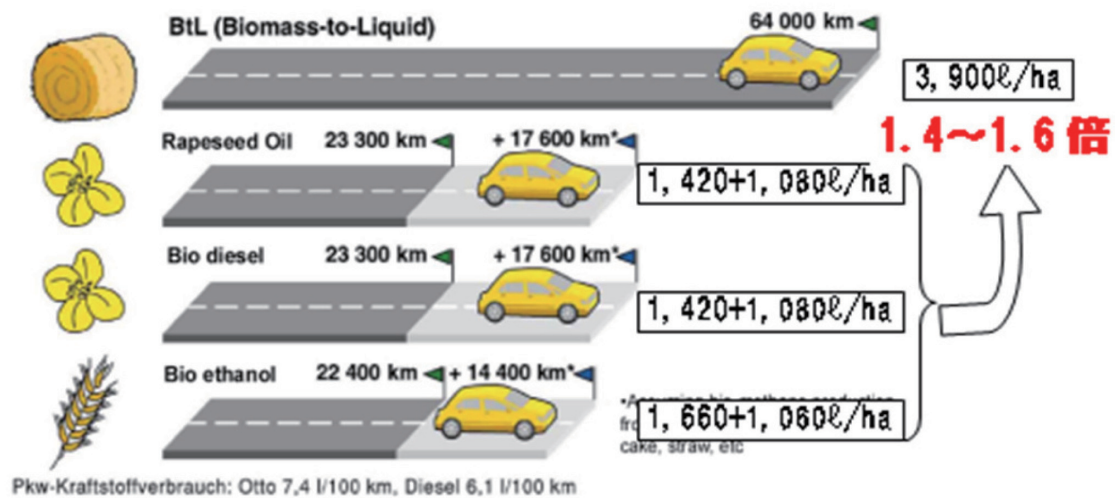 BtL (Biomass-to-Liquid)
64 000 km
3,900ℓ/ha
1.4～1.6倍
Rapeseed Oil 23 300 km + 17 600 km*
1,420+1,080ℓ/ha
Bio diesel 23 300 km + 17 600 km*
1,420+1,080ℓ/ha
Bio ethanol 22 400 km + 14 400 km*
1,660+1,060ℓ/ha
cake, straw, etc
Pkw-Kraftstoffverbrauch: Otto 7,4 l/100 km, Diesel 6,1 l/100 km